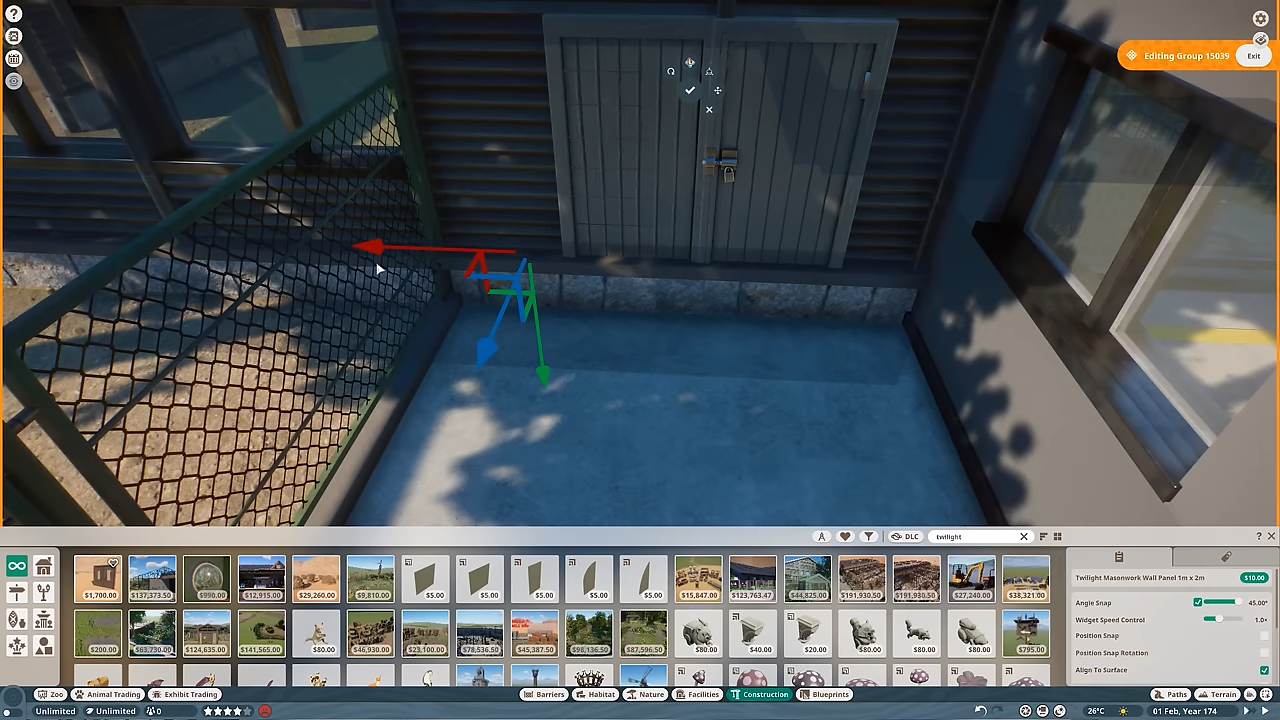 Editing Group 15039
Exit
DLC
twilight
$1,700.00
$137,373.50
$990.00
$12,915.00
$29,260.00
$9,810.00
$5.00
$5.00
$5.00
$5.00
$5.00
$15,847.00
$123,763.47
$44,825.00
$191,930.50
$191,930.50
$27,240.00
$38,321.00
$200.00
$63,730.00
$124,635.00
$141,565.00
$80.00
$46,930.00
$23,100.00
$78,536.50
$45,387.50
$98,136.50
$87,596.50
$80.00
$40.00
$20.00
$80.00
$80.00
$80.00
$795.00
Twilight Masonwork Wall Panel 1m x 2m
$10.00
Angle Snap
45.00°
Widget Speed Control
1.0×
Position Snap
Position Snap Rotation
Align To Surface
Zoo
Animal Trading
Exhibit Trading
Barriers
Habitat
Nature
Facilities
Construction
Blueprints
Paths
Terrain
Unlimited
Unlimited
0
26°C
01 Feb, Year 174